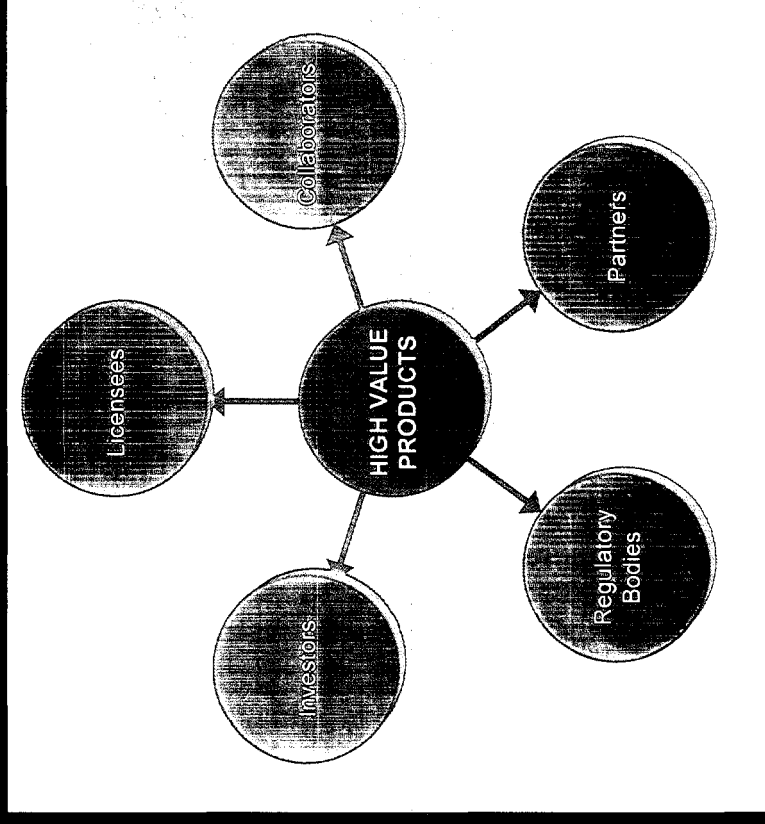 Licensees
Collaborators
Investors
HIGH VALUE
PRODUCTS
Partners
Regulatory
Bodies